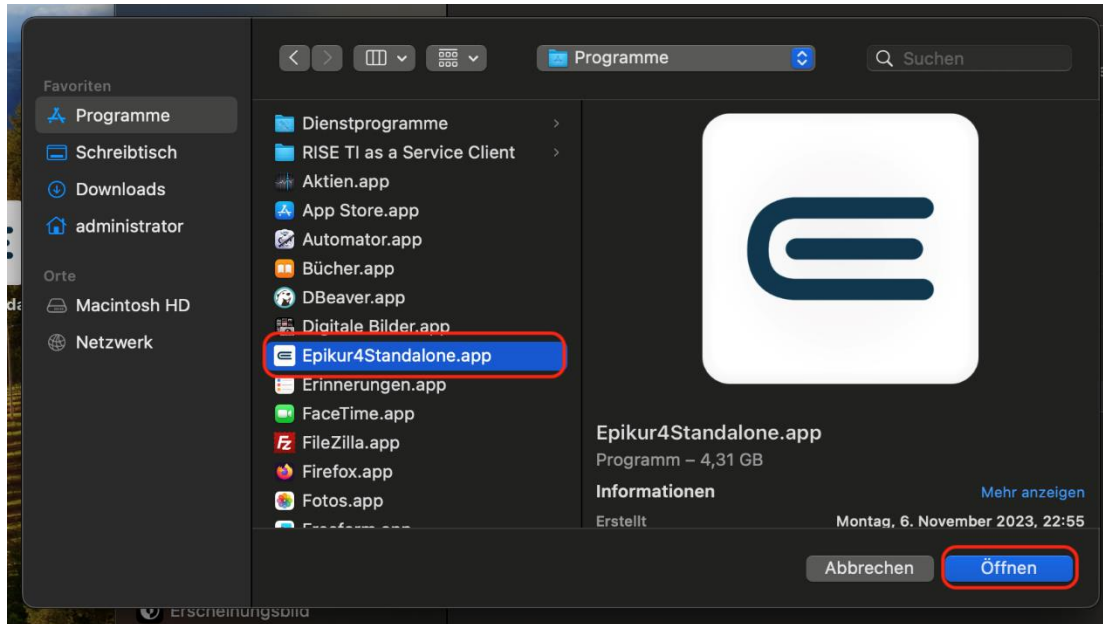 Programme
Suchen
Favoriten
Programme
Schreibtisch
Downloads
administrator
Orte
Macintosh HD
Netzwerk
Dienstprogramme
RISE TI as a Service Client
Aktien.app
App Store.app
Automator.app
Bücher.app
DBeaver.app
Digitale Bilder.app
Epikur4Standalone.app
Erinnerungen.app
FaceTime.app
FileZilla.app
Firefox.app
Fotos.app
Freeform.app
Epikur4Standalone.app
Programm – 4,31 GB
Informationen Mehr anzeigen
Erstellt Montag, 6. November 2023, 22:55
Abbrechen Öffnen
Erscheinungsbild